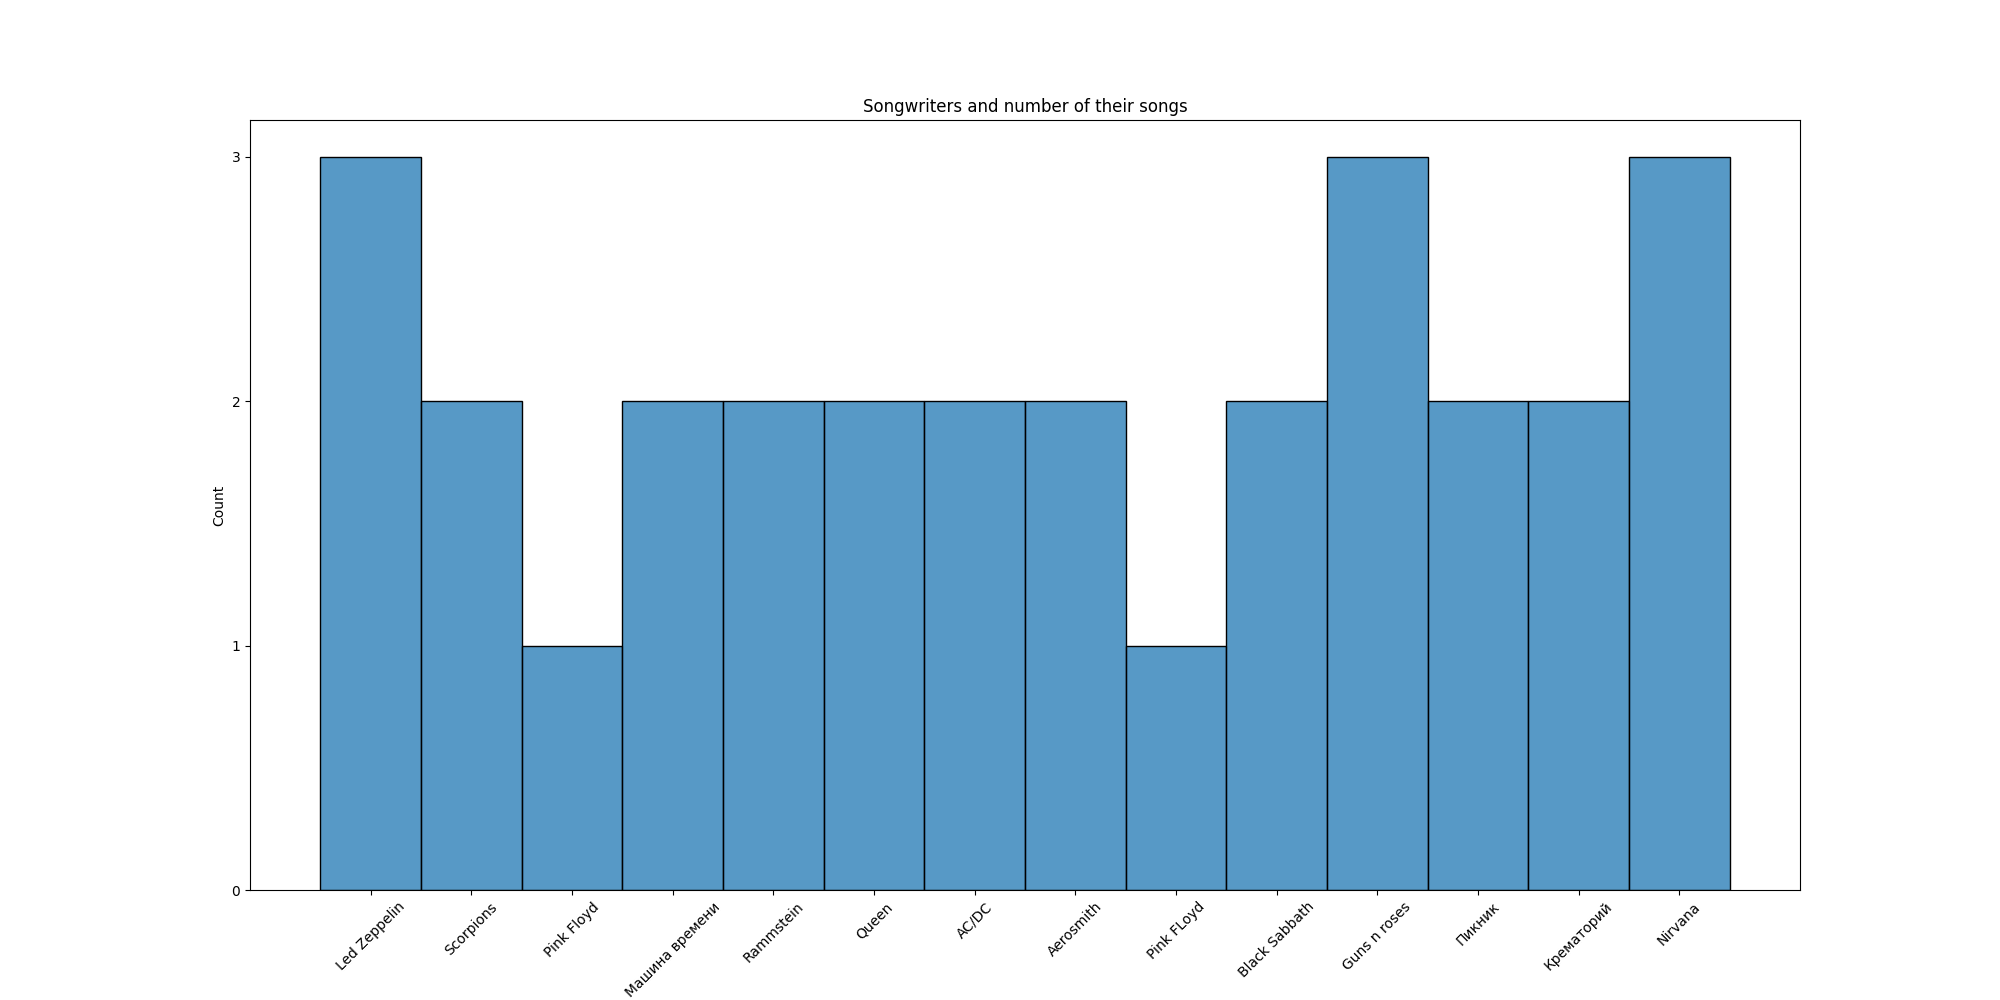 Songwriters and number of their songs
3
2
1
0
Count
Led Zeppelin
Scorpions
Pink Floyd
Машина времени
Rammstein
Queen
AC/DC
Aerosmith
Pink FLoyd
Black Sabbath
Guns n roses
Пикник
Крематорий
Nirvana